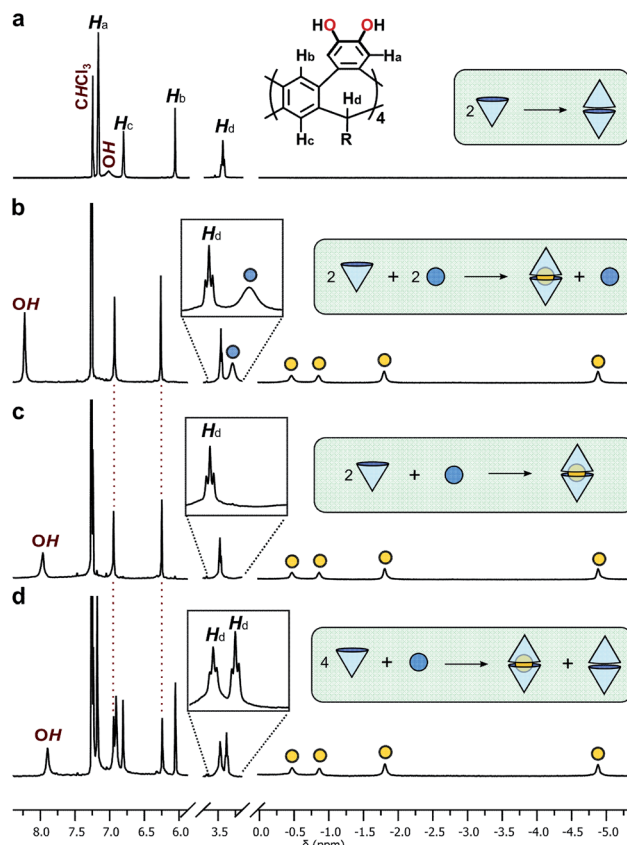 a
HO OH
Ha
CHCl3
OH
Hc
Hb
Hd
Hb
Ha
Hd
4
Hc
R
2
b
OH
Hd
Hd
2 + 2 +
c
OH
Hd
2 +
d
OH
Hd Hd
4 + +
8.0 7.5 7.0 6.5 6.0 3.5 0.0 -0.5 -1.0 -1.5 -2.0 -2.5 -3.0 -3.5 -4.0 -4.5 -5.0
δ (ppm)